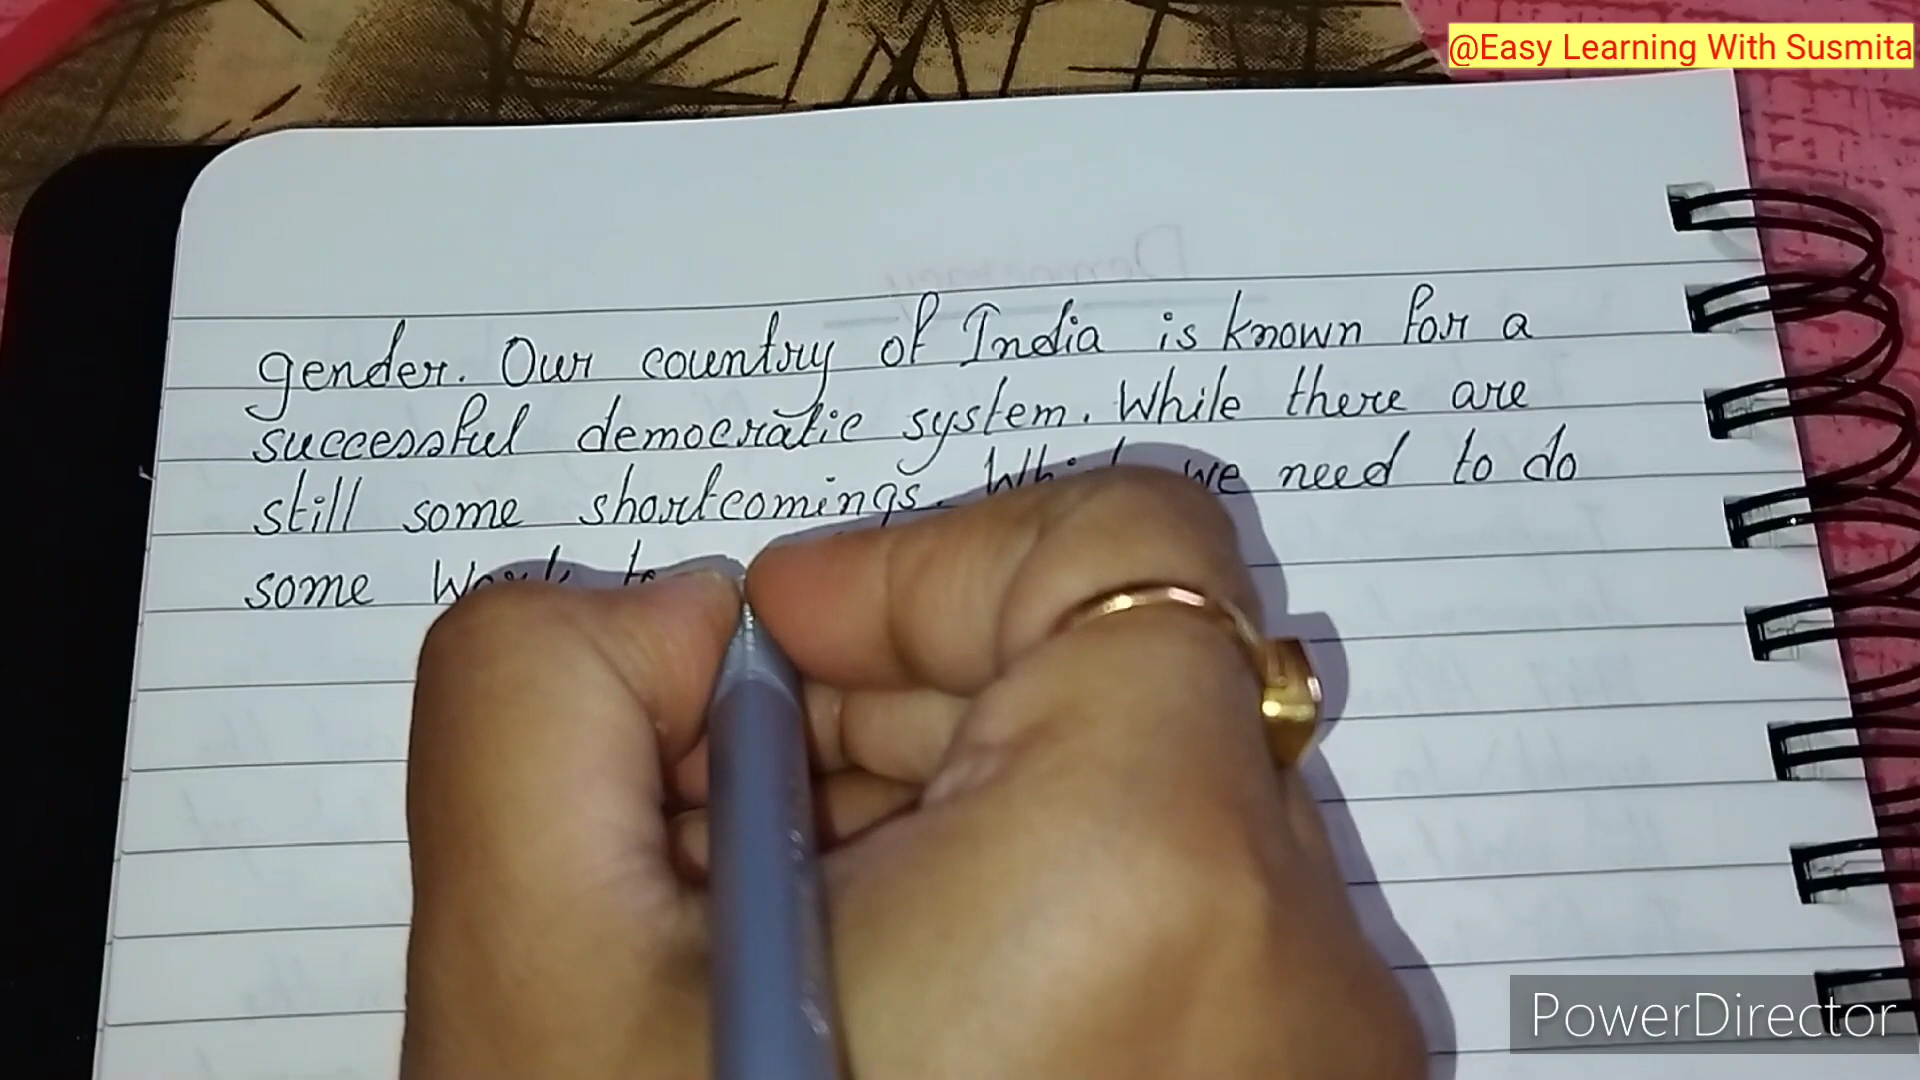 @Easy Learning With Susmita
gender. Our country of India is known for a
successful democratic system. While there are
still some shortcomings. we need to do
some to
PowerDirector